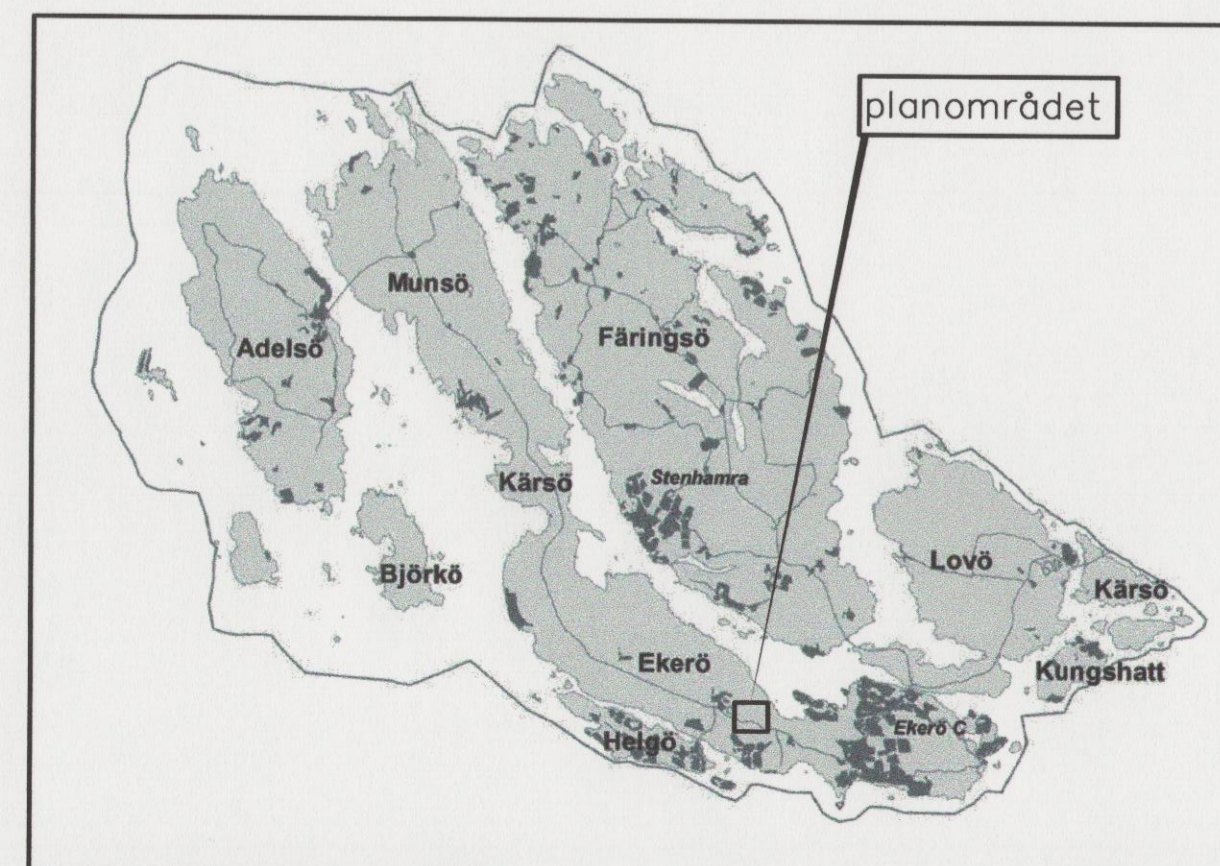 planområdet
Munsö
Färingsö
Adelsö
Stenhamra
Kärsö
Björkö
Lovö
Kärsö
Ekerö
Kungshatt
Ekerö C
Helgö